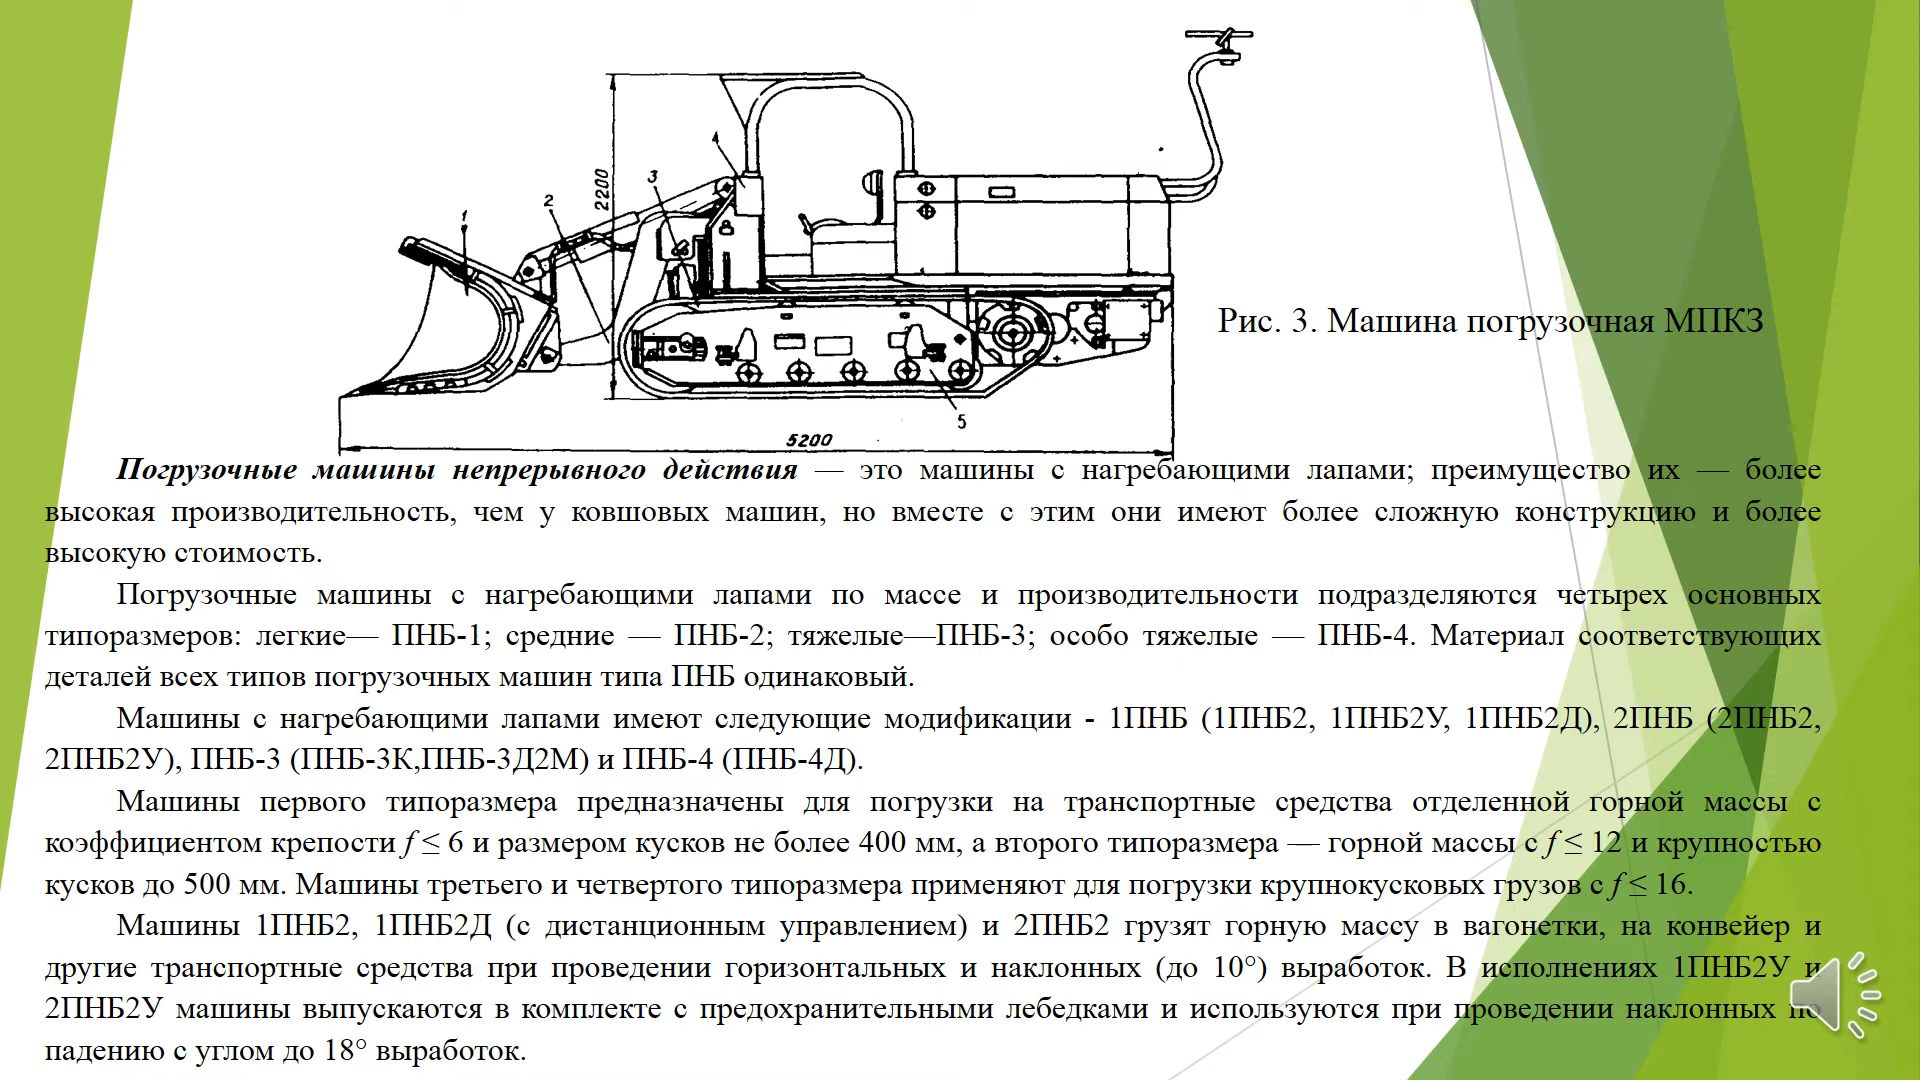 4
3
2
1
2200
5
5200
Рис. 3. Машина погрузочная МПКЗ
Погрузочные машины непрерывного действия — это машины с нагребающими лапами; преимущество их — более
высокая производительность, чем у ковшовых машин, но вместе с этим они имеют более сложную конструкцию и более
высокую стоимость.
Погрузочные машины с нагребающими лапами по массе и производительности подразделяются четырех основных
типоразмеров: легкие— ПНБ-1; средние — ПНБ-2; тяжелые—ПНБ-3; особо тяжелые — ПНБ-4. Материал соответствующих
деталей всех типов погрузочных машин типа ПНБ одинаковый.
Машины с нагребающими лапами имеют следующие модификации - 1ПНБ (1ПНБ2, 1ПНБ2У, 1ПНБ2Д), 2ПНБ (2ПНБ2,
2ПНБ2У), ПНБ-3 (ПНБ-3К,ПНБ-3Д2М) и ПНБ-4 (ПНБ-4Д).
Машины первого типоразмера предназначены для погрузки на транспортные средства отделенной горной массы с
коэффициентом крепости f ≤ 6 и размером кусков не более 400 мм, а второго типоразмера — горной массы с f ≤ 12 и крупностью
кусков до 500 мм. Машины третьего и четвертого типоразмера применяют для погрузки крупнокусковых грузов с f ≤ 16.
Машины 1ПНБ2, 1ПНБ2Д (с дистанционным управлением) и 2ПНБ2 грузят горную массу в вагонетки, на конвейер и
другие транспортные средства при проведении горизонтальных и наклонных (до 10°) выработок. В исполнениях 1ПНБ2У и
2ПНБ2У машины выпускаются в комплекте с предохранительными лебедками и используются при проведении наклонных по
падению с углом до 18° выработок.